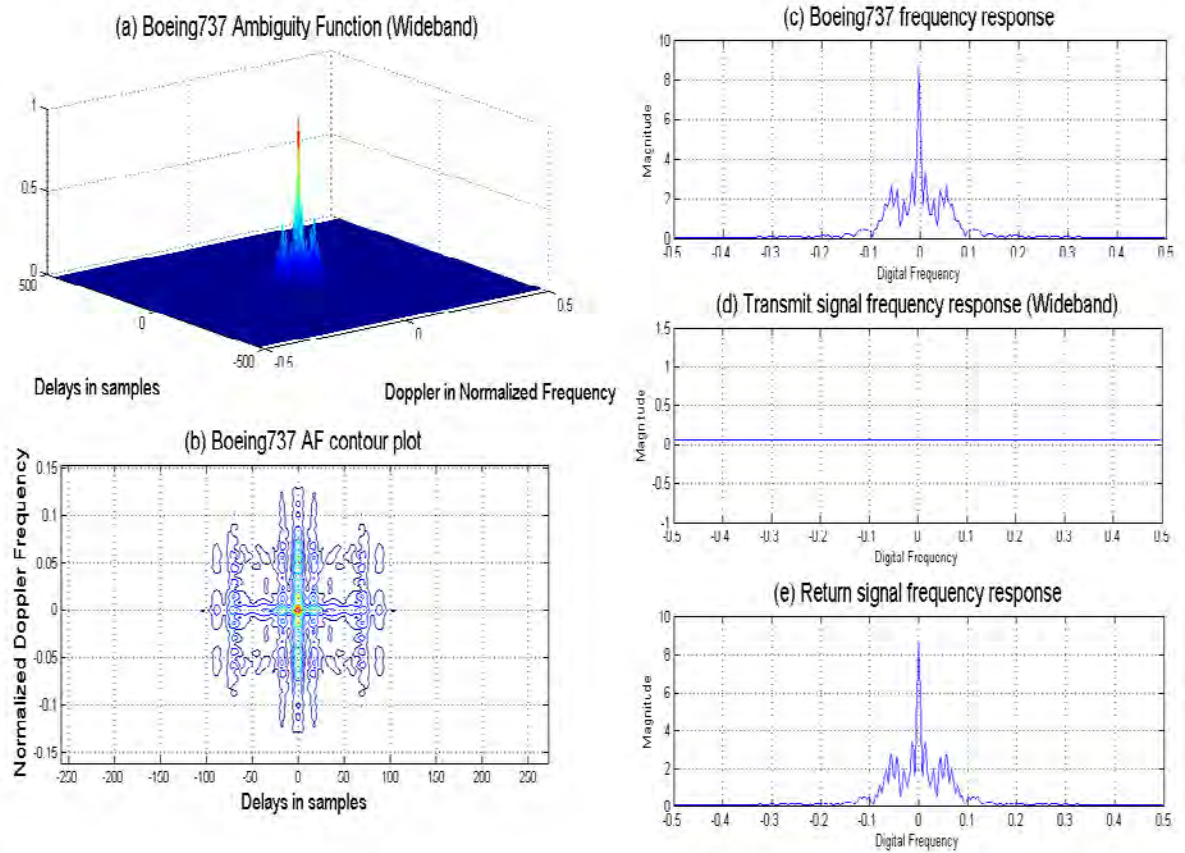 (a) Boeing737 Ambiguity Function (Wideband)
1
0.5
0
500
0
-500
-0.5
0
0.5
Delays in samples
Doppler in Normalized Frequency
(b) Boeing737 AF contour plot
Normalized Doppler Frequency
0.15
0.1
0.05
0
-0.05
-0.1
-0.15
-250 -200 -150 -100 -50 0 50 100 150 200 250
Delays in samples
(c) Boeing737 frequency response
Magnitude
10
8
6
4
2
0
-0.5 -0.4 -0.3 -0.2 -0.1 0 0.1 0.2 0.3 0.4 0.5
Digital Frequency
(d) Transmit signal frequency response (Wideband)
Magnitude
1.5
1
0.5
0
-0.5
-1
-0.5 -0.4 -0.3 -0.2 -0.1 0 0.1 0.2 0.3 0.4 0.5
Digital Frequency
(e) Return signal frequency response
Magnitude
10
8
6
4
2
0
-0.5 -0.4 -0.3 -0.2 -0.1 0 0.1 0.2 0.3 0.4 0.5
Digital Frequency